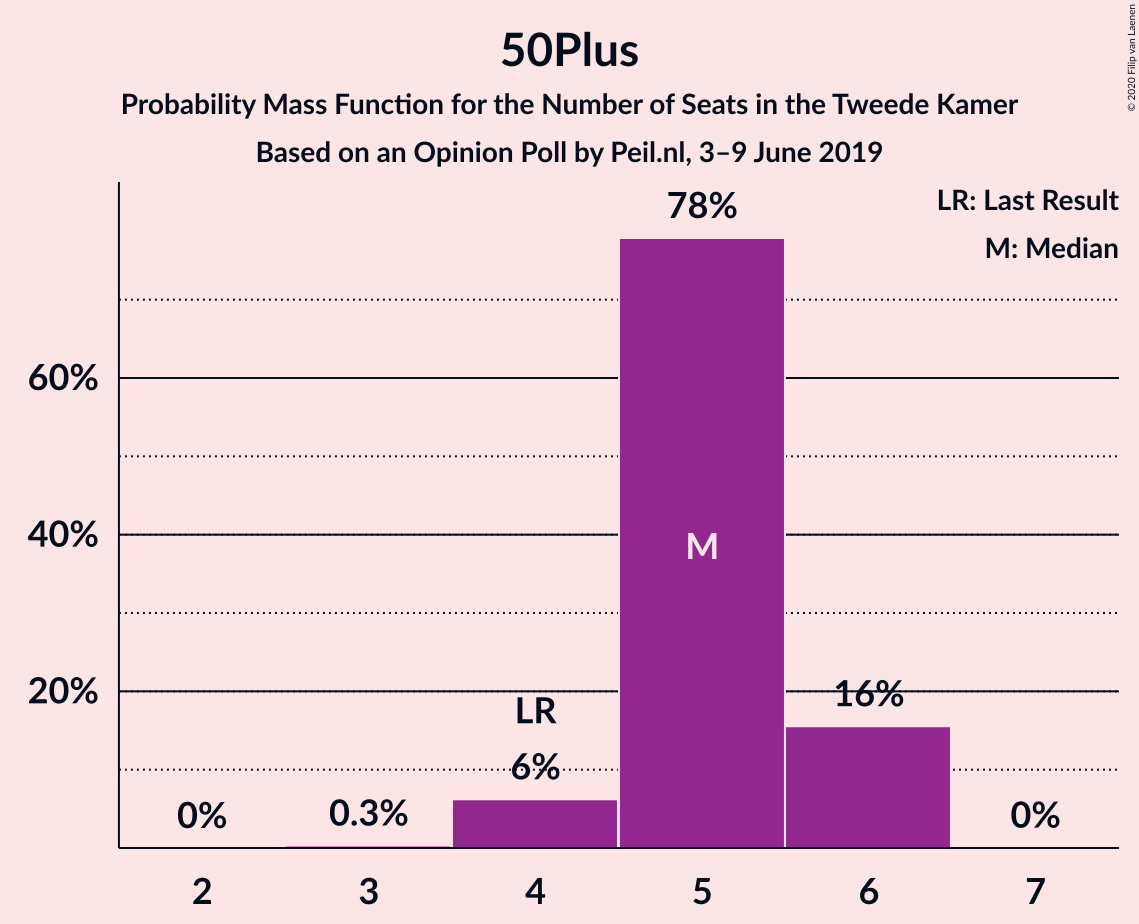 50Plus
Probability Mass Function for the Number of Seats in the Tweede Kamer
Based on an Opinion Poll by Peil.nl, 3–9 June 2019
© 2020 Filip van Laenen
LR: Last Result
M: Median
78%
60%
40%
20%
M
LR
16%
6%
0%
0.3%
0%
2
3
4
5
6
7